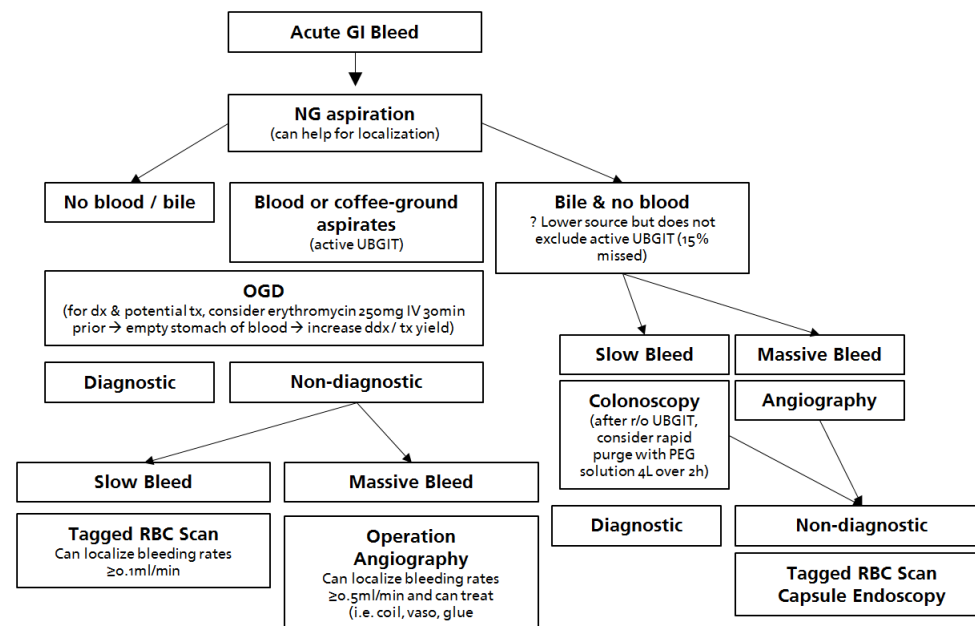 Acute GI Bleed
NG aspiration
(can help for localization)
No blood / bile
Blood or coffee-ground
aspirates
(active UBGIT)
Bile & no blood
? Lower source but does not
exclude active UBGIT (15%
missed)
OGD
(for dx & potential tx, consider erythromycin 250mg IV 30min
prior → empty stomach of blood → increase ddx / tx yield)
Diagnostic
Non-diagnostic
Slow Bleed
Massive Bleed
Tagged RBC Scan
Can localize bleeding rates
≥0.1ml/min
Operation
Angiography
Can localize bleeding rates
≥0.5ml/min and can treat
(i.e. coil, vaso, glue
Slow Bleed
Massive Bleed
Colonoscopy
(after r/o UBGIT,
consider rapid
purge with PEG
solution 4L over 2h)
Angiography
Diagnostic
Non-diagnostic
Tagged RBC Scan
Capsule Endoscopy